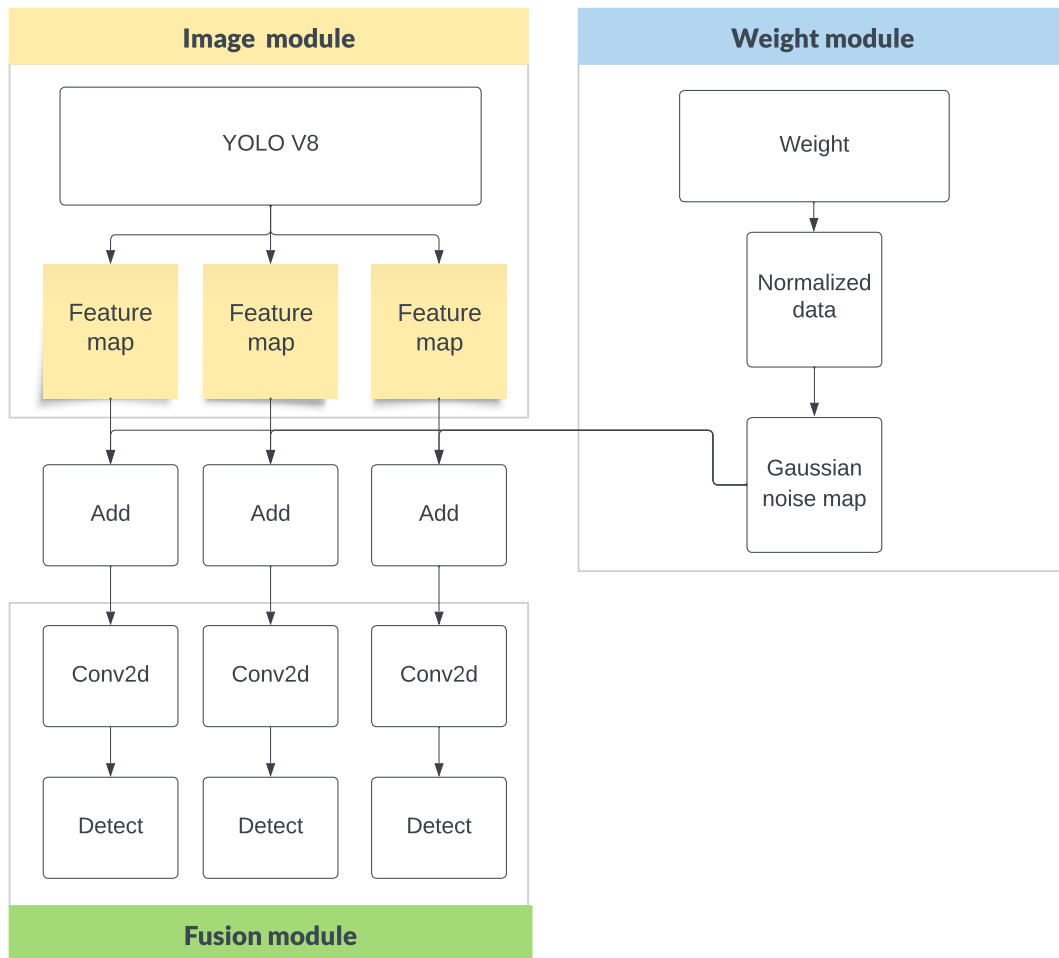 Image module
YOLO V8
Feature
map
Feature
map
Feature
map
Add
Add
Add
Conv2d
Conv2d
Conv2d
Detect
Detect
Detect
Fusion module
Weight module
Weight
Normalized
data
Gaussian
noise map